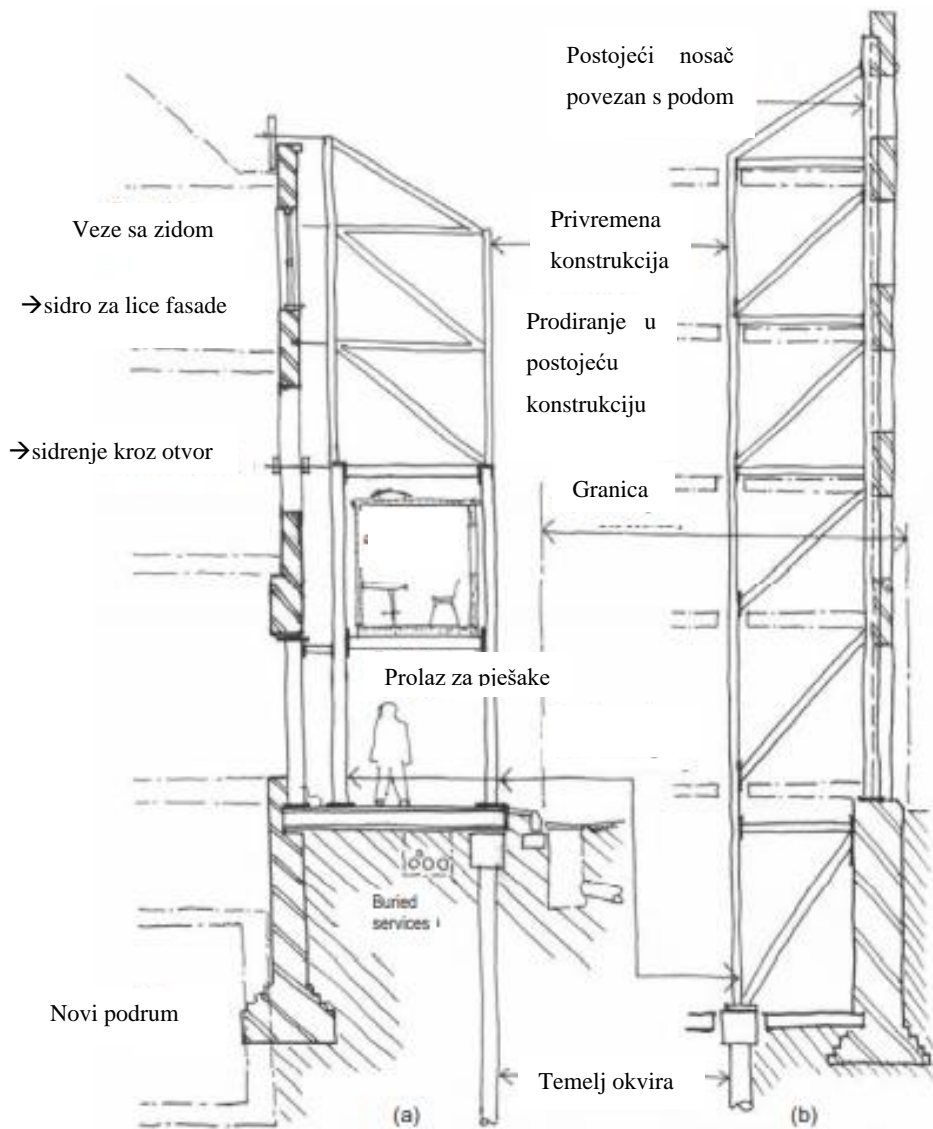 Postojeći nosač
povezan s podom
Veze sa zidom
Privremena
konstrukcija
→sidro za lice fasade
Prodiranje u
postojeću
konstrukciju
→sidrenje kroz otvor
Granica
Prolaz za pješake
Buried
services
Novi podrum
Temelj okvira
(a)
(b)